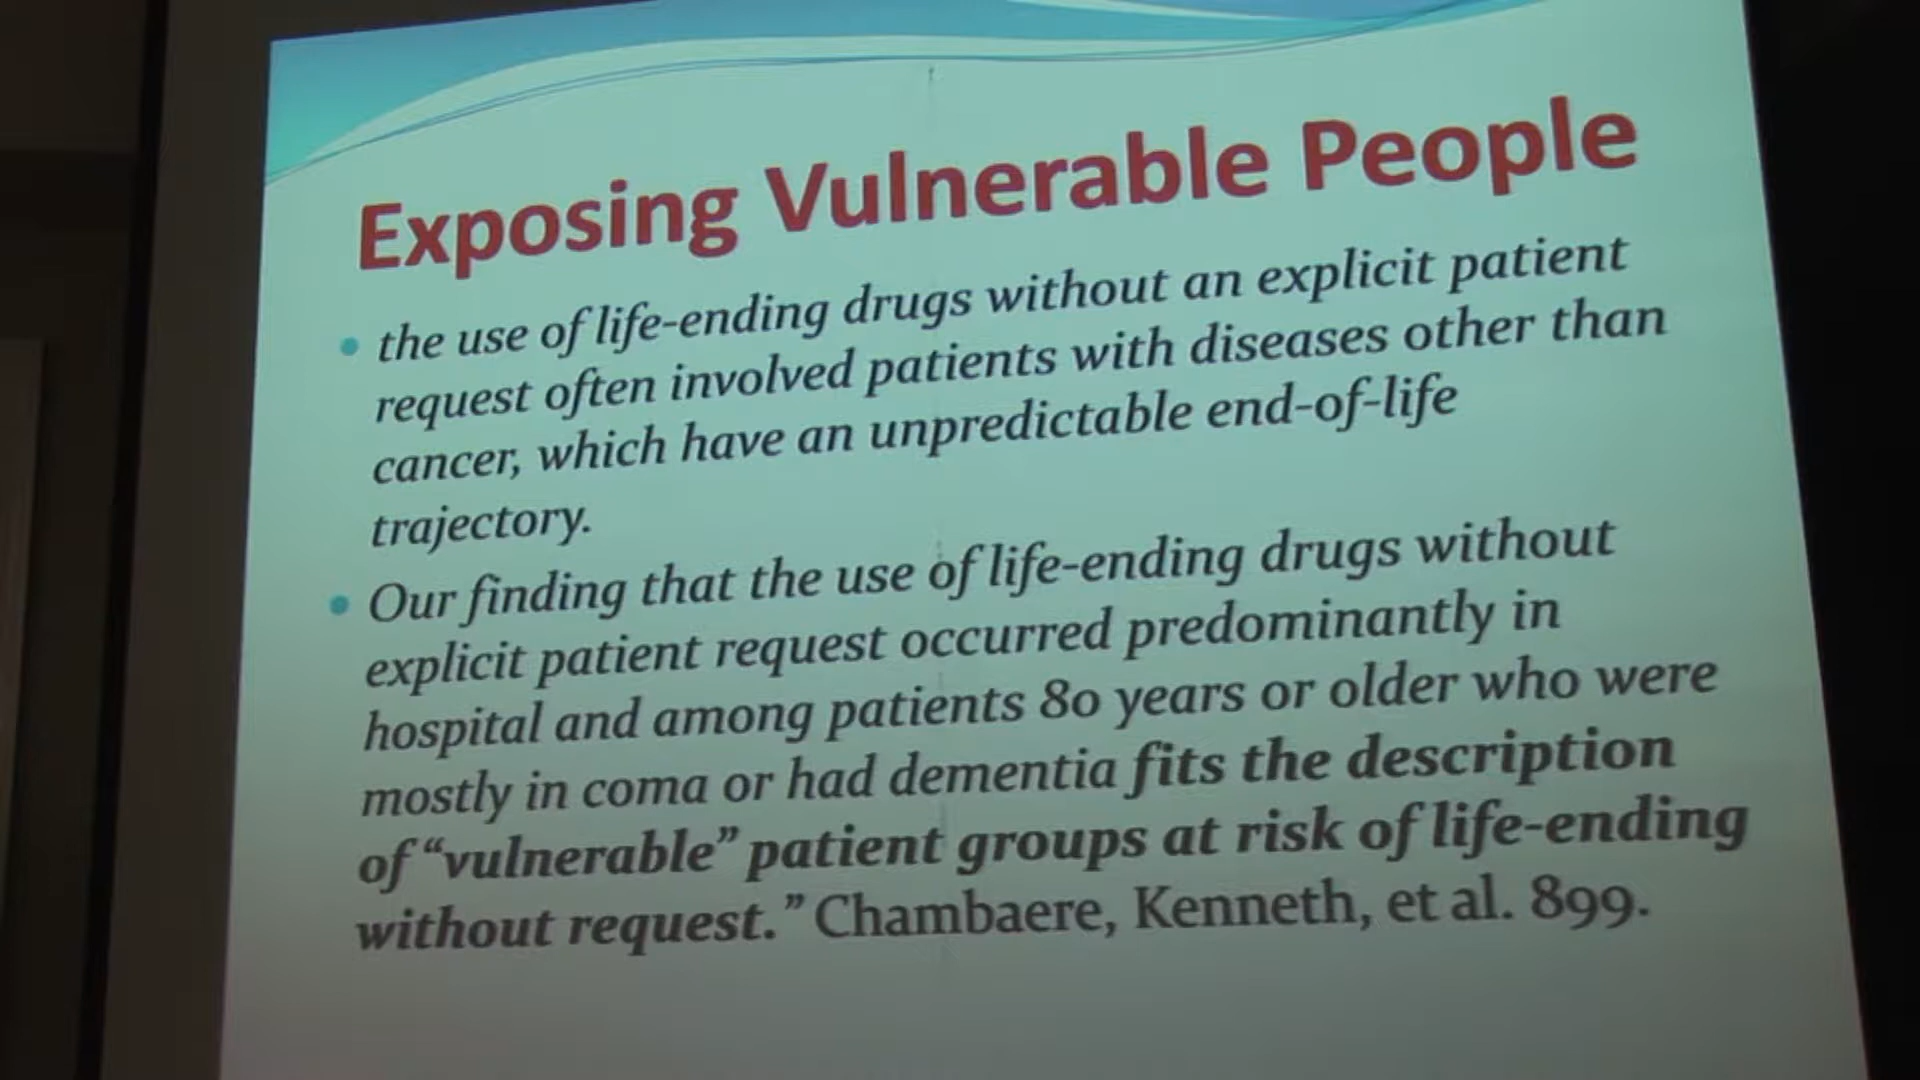 Exposing Vulnerable People
• the use of life-ending drugs without an explicit patient
request often involved patients with diseases other than
cancer, which have an unpredictable end-of-life
trajectory.
• Our finding that the use of life-ending drugs without
explicit patient request occurred predominantly in
hospital and among patients 80 years or older who were
mostly in coma or had dementia fits the description
of “vulnerable” patient groups at risk of life-ending
without request.” Chambaere, Kenneth, et al. 899.